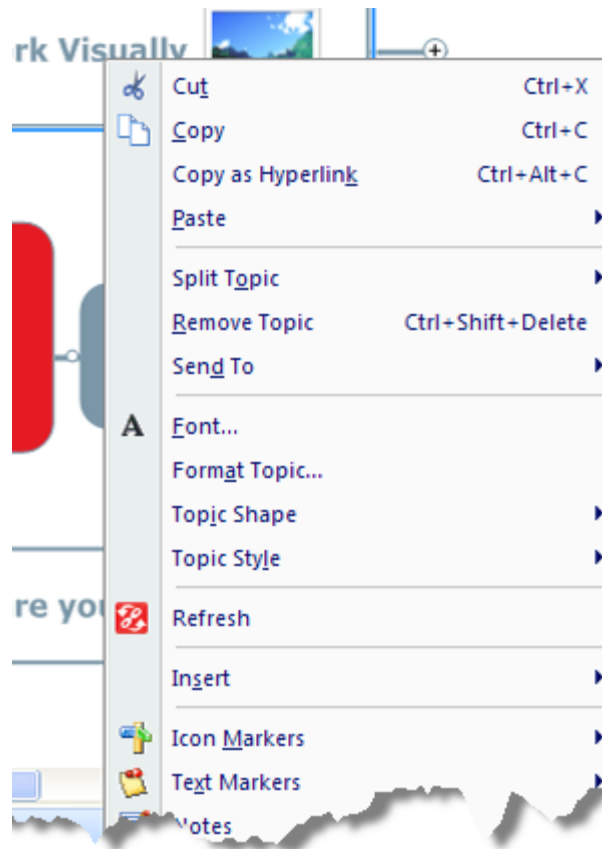 rk Visually
Cut Ctrl+X
Copy Ctrl+C
Copy as Hyperlink Ctrl+Alt+C
Paste
Split Topic
Remove Topic Ctrl+Shift+Delete
Send To
A Font...
Format Topic...
Topic Shape
Topic Style
re you
Refresh
Insert
Icon Markers
Text Markers
Notes